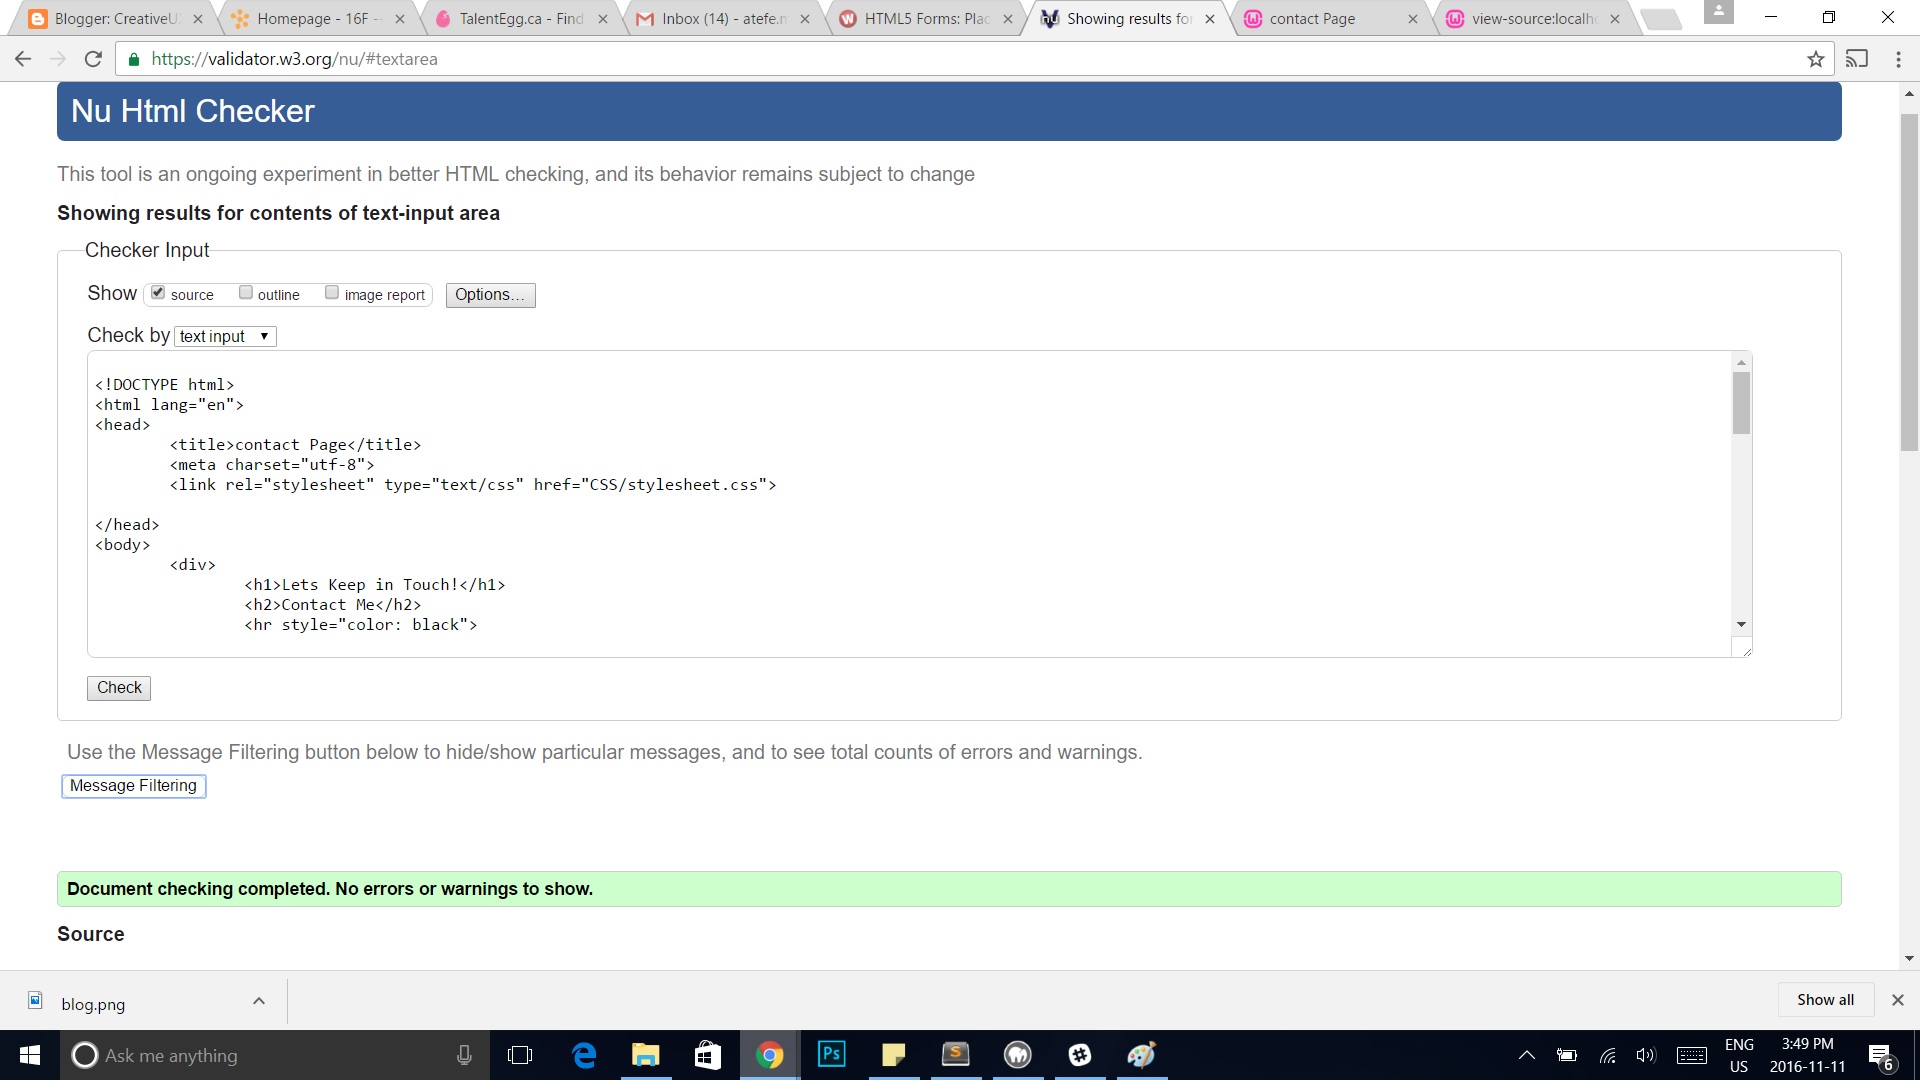 Blogger: CreativeU
Homepage - 16F -
TalentEgg.ca - Find
Inbox (14) - atefe.m
HTML5 Forms: Plac
Showing results for
contact Page
view-source:localh
https://validator.w3.org/nu/#textarea
Nu Html Checker
This tool is an ongoing experiment in better HTML checking, and its behavior remains subject to change
Showing results for contents of text-input area
Checker Input
Show source outline image report Options...
Check by text input
<!DOCTYPE html>
<html lang="en">
<head>
<title>contact Page</title>
<meta charset="utf-8">
<link rel="stylesheet" type="text/css" href="CSS/stylesheet.css">
</head>
<body>
<div>
<h1>Lets Keep in Touch!</h1>
<h2>Contact Me</h2>
<hr style="color: black">
Check
Use the Message Filtering button below to hide/show particular messages, and to see total counts of errors and warnings.
Message Filtering
Document checking completed. No errors or warnings to show.
Source
blog.png
Show all
Ask me anything
Ps
S
ENG
US
3:49 PM
2016-11-11
6